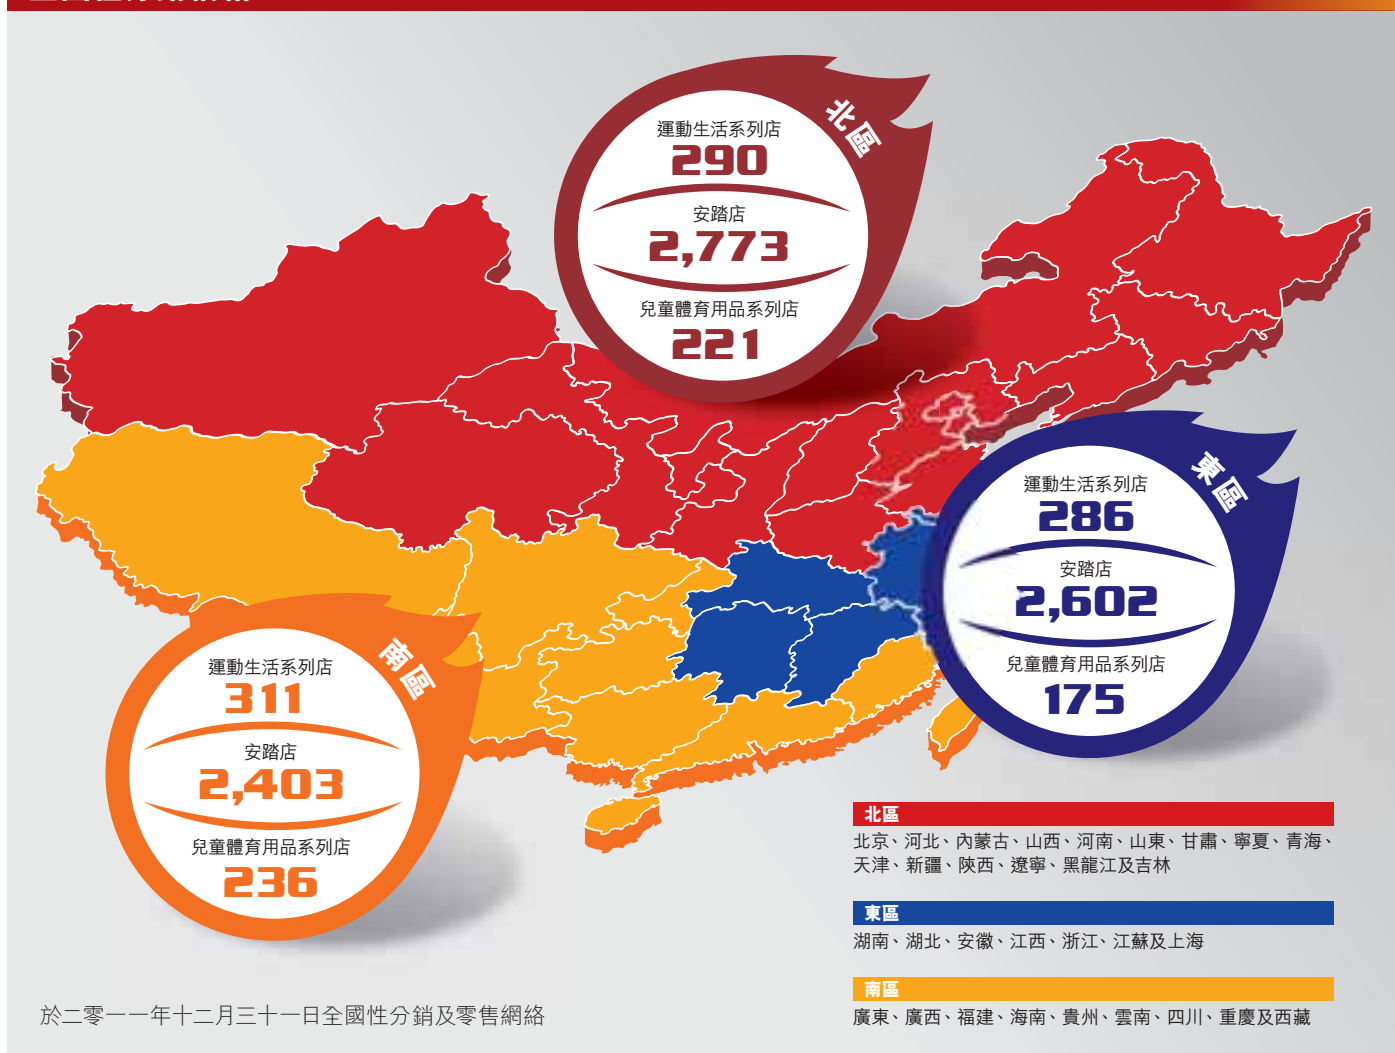 北區
運動生活系列店
290
安踏店
2,773
兒童體育用品系列店
221
東區
運動生活系列店
286
安踏店
2,602
兒童體育用品系列店
175
南區
運動生活系列店
311
安踏店
2,403
兒童體育用品系列店
236
北區
北京、河北、內蒙古、山西、河南、山東、甘肅、寧夏、青海、
天津、新疆、陝西、遼寧、黑龍江及吉林
東區
湖南、湖北、安徽、江西、浙江、江蘇及上海
南區
廣東、廣西、福建、海南、貴州、雲南、四川、重慶及西藏
於二零一一年十二月三十一日全國性分銷及零售網絡